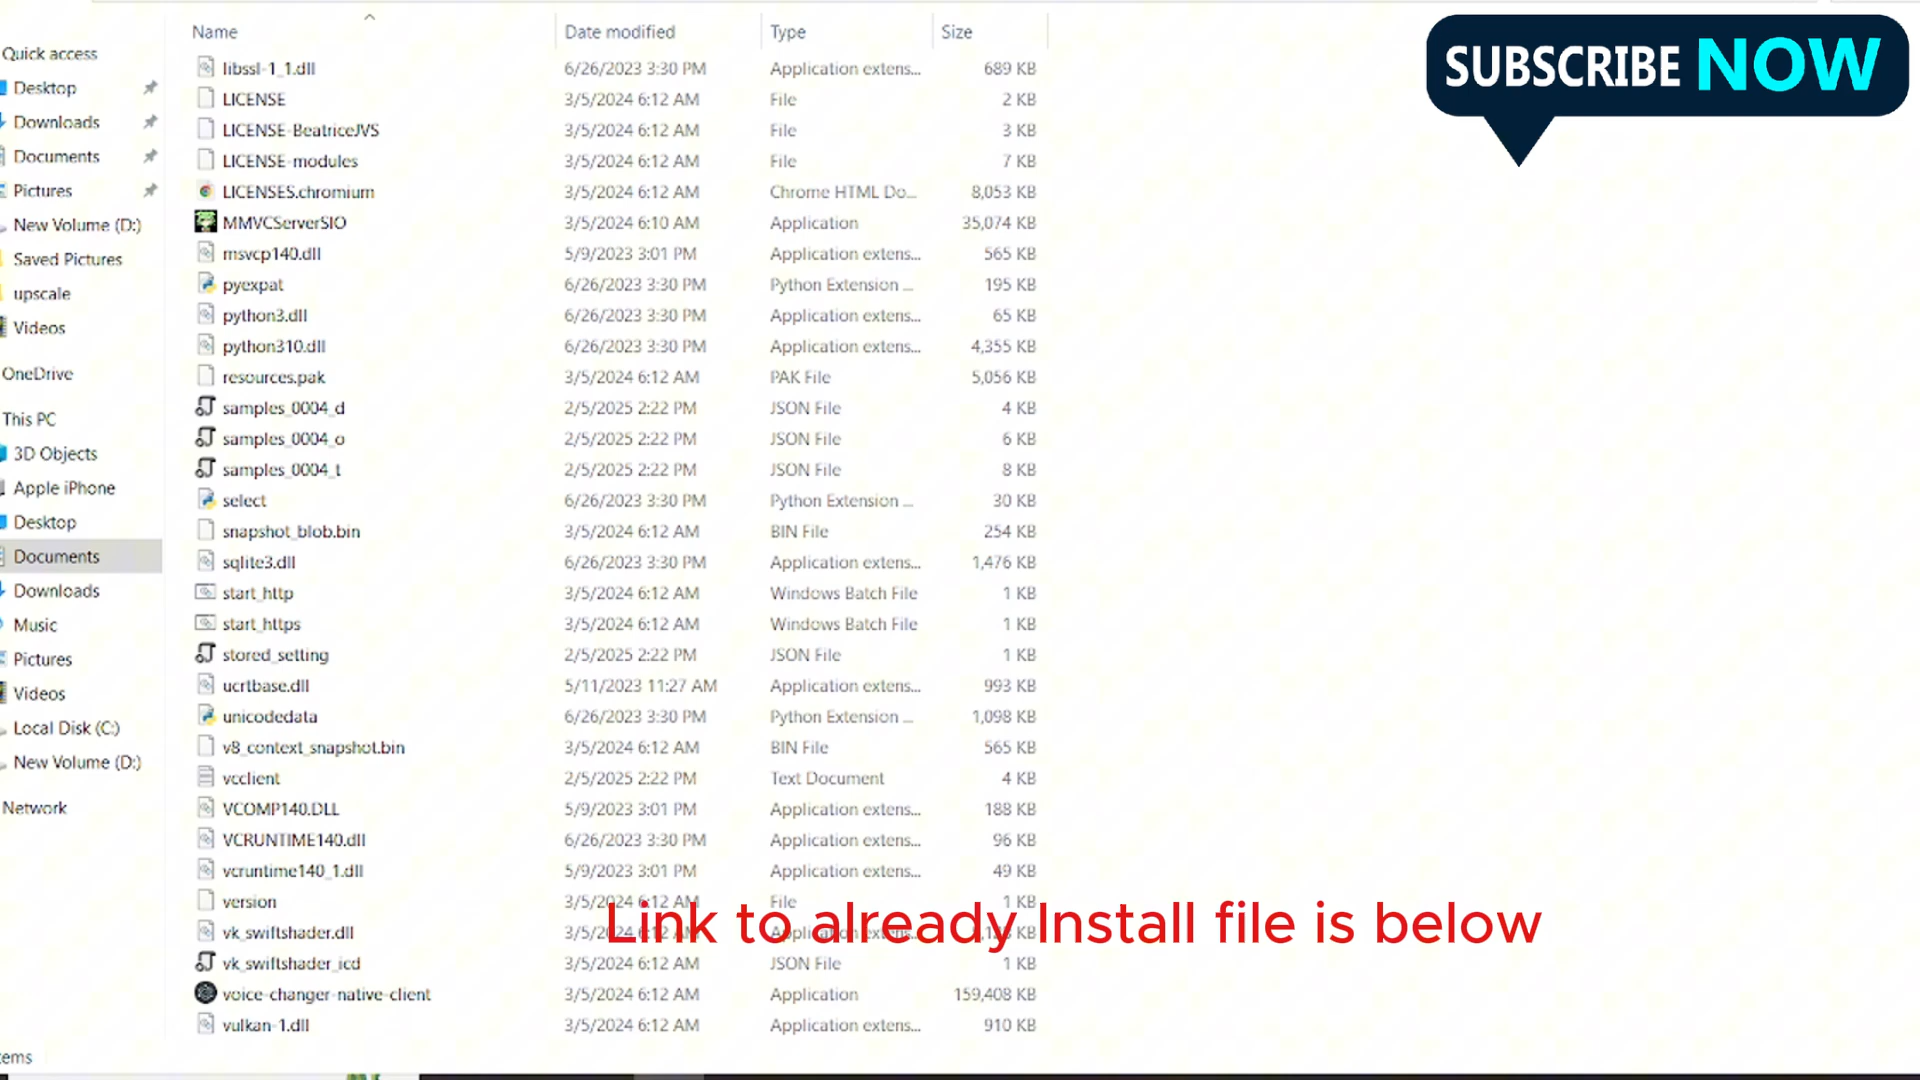 Name Date modified Type Size
SUBSCRIBE NOW
Quick access
Desktop
Downloads
Documents
Pictures
New Volume (D:)
Saved Pictures
upscale
Videos
OneDrive
This PC
3D Objects
Apple iPhone
Desktop
Documents
Downloads
Music
Pictures
Videos
Local Disk (C:)
New Volume (D:)
Network
libssl-1_1.dll 6/26/2023 3:30 PM Application extens... 689 KB
LICENSE 3/5/2024 6:12 AM File 2 KB
LICENSE-BeatriceJVS 3/5/2024 6:12 AM File 3 KB
LICENSE-modules 3/5/2024 6:12 AM File 7 KB
LICENSES.chromium 3/5/2024 6:12 AM Chrome HTML Do... 8,053 KB
MMVCServerSIO 3/5/2024 6:10 AM Application 35,074 KB
msvcp140.dll 5/9/2023 3:01 PM Application extens... 565 KB
pyexpat 6/26/2023 3:30 PM Python Extension ... 195 KB
python3.dll 6/26/2023 3:30 PM Application extens... 65 KB
python310.dll 6/26/2023 3:30 PM Application extens... 4,355 KB
resources.pak 3/5/2024 6:12 AM PAK File 5,056 KB
samples_0004_d 2/5/2025 2:22 PM JSON File 4 KB
samples_0004_o 2/5/2025 2:22 PM JSON File 6 KB
samples_0004_t 2/5/2025 2:22 PM JSON File 8 KB
select 6/26/2023 3:30 PM Python Extension ... 30 KB
snapshot_blob.bin 3/5/2024 6:12 AM BIN File 254 KB
sqlite3.dll 6/26/2023 3:30 PM Application extens... 1,476 KB
start_http 3/5/2024 6:12 AM Windows Batch File 1 KB
start_https 3/5/2024 6:12 AM Windows Batch File 1 KB
stored_setting 2/5/2025 2:22 PM JSON File 1 KB
ucrtbase.dll 5/11/2023 11:27 AM Application extens... 993 KB
unicodedata 6/26/2023 3:30 PM Python Extension ... 1,098 KB
v8_context_snapshot.bin 3/5/2024 6:12 AM BIN File 565 KB
vcclient 2/5/2025 2:22 PM Text Document 4 KB
VCOMP140.DLL 5/9/2023 3:01 PM Application extens... 188 KB
VCRUNTIME140.dll 6/26/2023 3:30 PM Application extens... 96 KB
vcruntime140_1.dll 5/9/2023 3:01 PM Application extens... 49 KB
version 3/5/2024 6:12 AM File 1 KB
Link to already Install file is below
vk_swiftshader.dll 3/5/2024 6:12 AM Application extens... KB
vk_swiftshader_icd 3/5/2024 6:12 AM JSON File 1 KB
voice-changer-native-client 3/5/2024 6:12 AM Application 159,408 KB
vulkan-1.dll 3/5/2024 6:12 AM Application extens... 910 KB